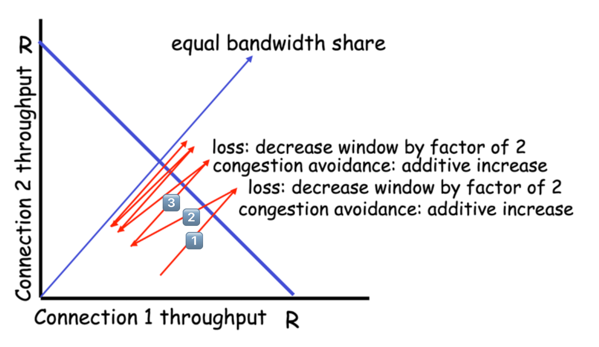 R
equal bandwidth share
Connection 2 throughput
loss: decrease window by factor of 2
congestion avoidance: additive increase
loss: decrease window by factor of 2
congestion avoidance: additive increase
3
2
1
Connection 1 throughput R